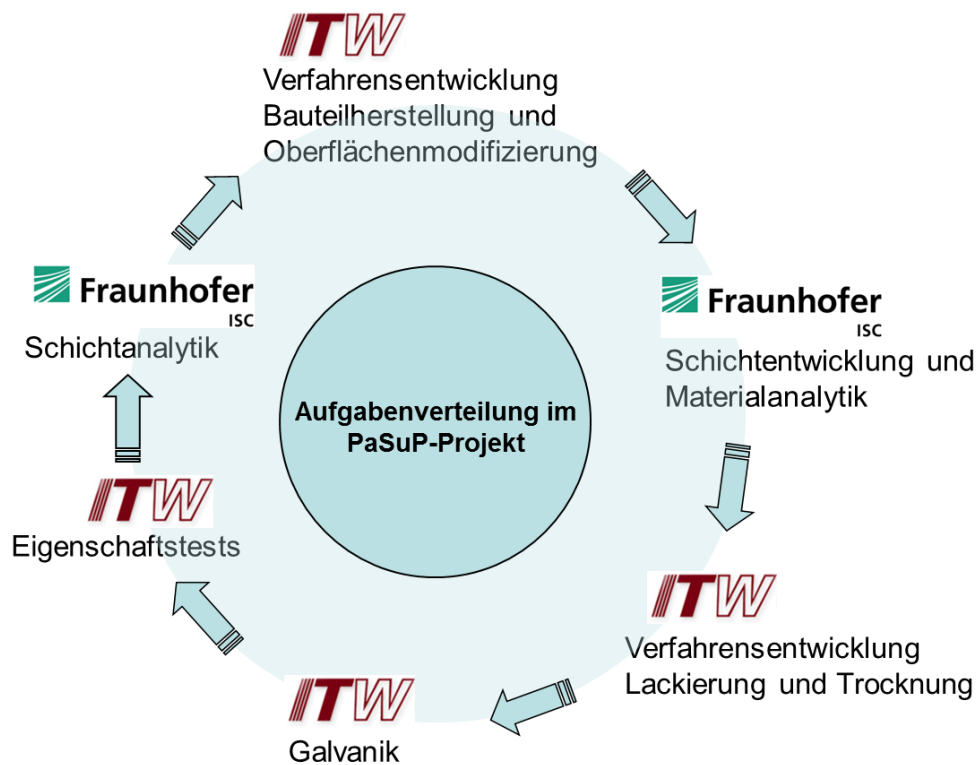 ITW
Verfahrensentwicklung
Bauteilherstellung und
Oberflächenmodifizierung
Fraunhofer
ISC
Schichtentwicklung und
Materialanalytik
ITW
Verfahrensentwicklung
Lackierung und Trocknung
ITW
Galvanik
ITW
Eigenschaftstests
Fraunhofer
ISC
Schichtanalytik
Aufgabenverteilung im
PaSuP-Projekt